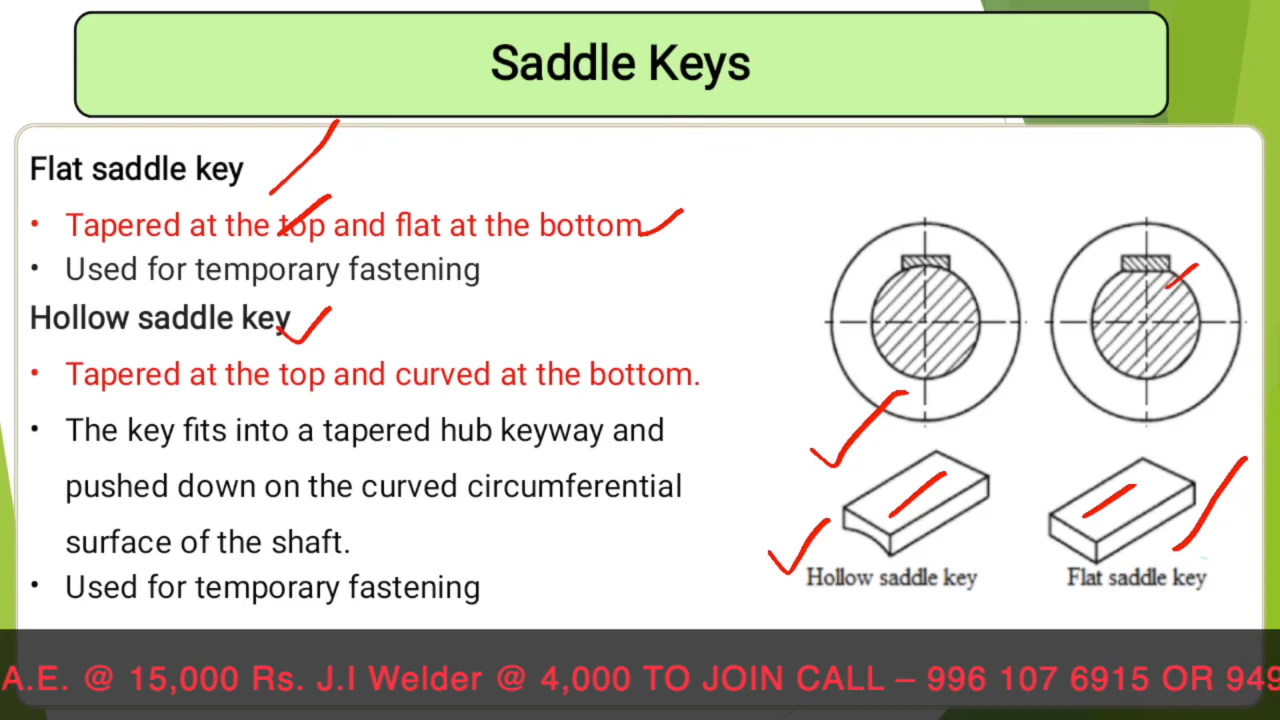 Saddle Keys
Flat saddle key
• Tapered at the top and flat at the bottom
• Used for temporary fastening
Hollow saddle key
• Tapered at the top and curved at the bottom.
• The key fits into a tapered hub keyway and
pushed down on the curved circumferential
surface of the shaft.
• Used for temporary fastening
Hollow saddle key
Flat saddle key
A.E. @ 15,000 Rs. J.I Welder @ 4,000 TO JOIN CALL – 996 107 6915 OR 949